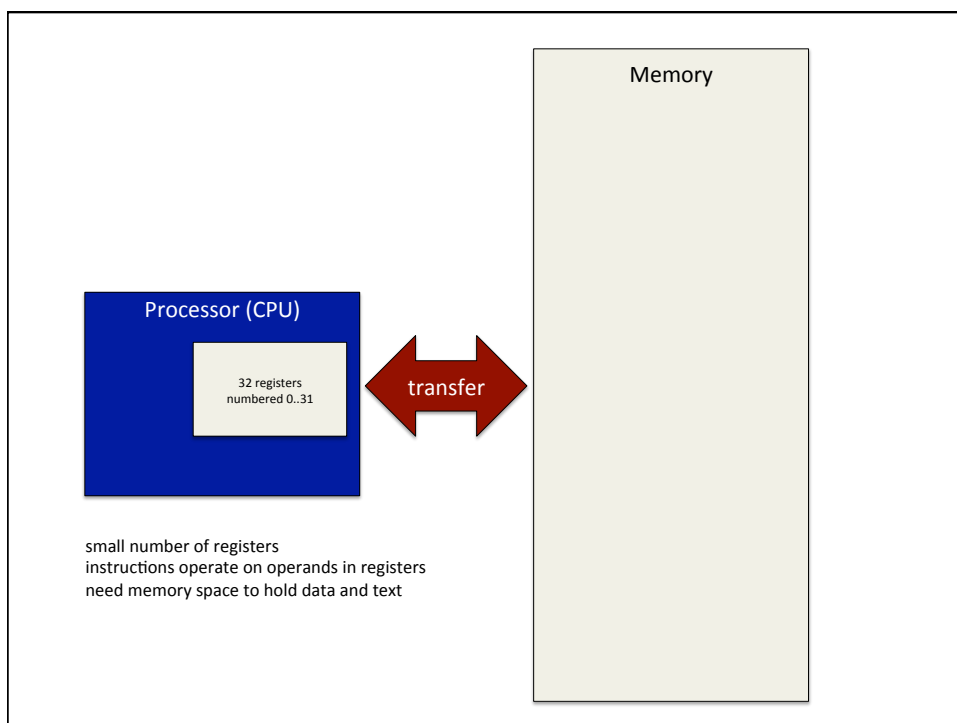 Memory
Processor (CPU)
32 registers
numbered 0..31
transfer
small number of registers
instructions operate on operands in registers
need memory space to hold data and text